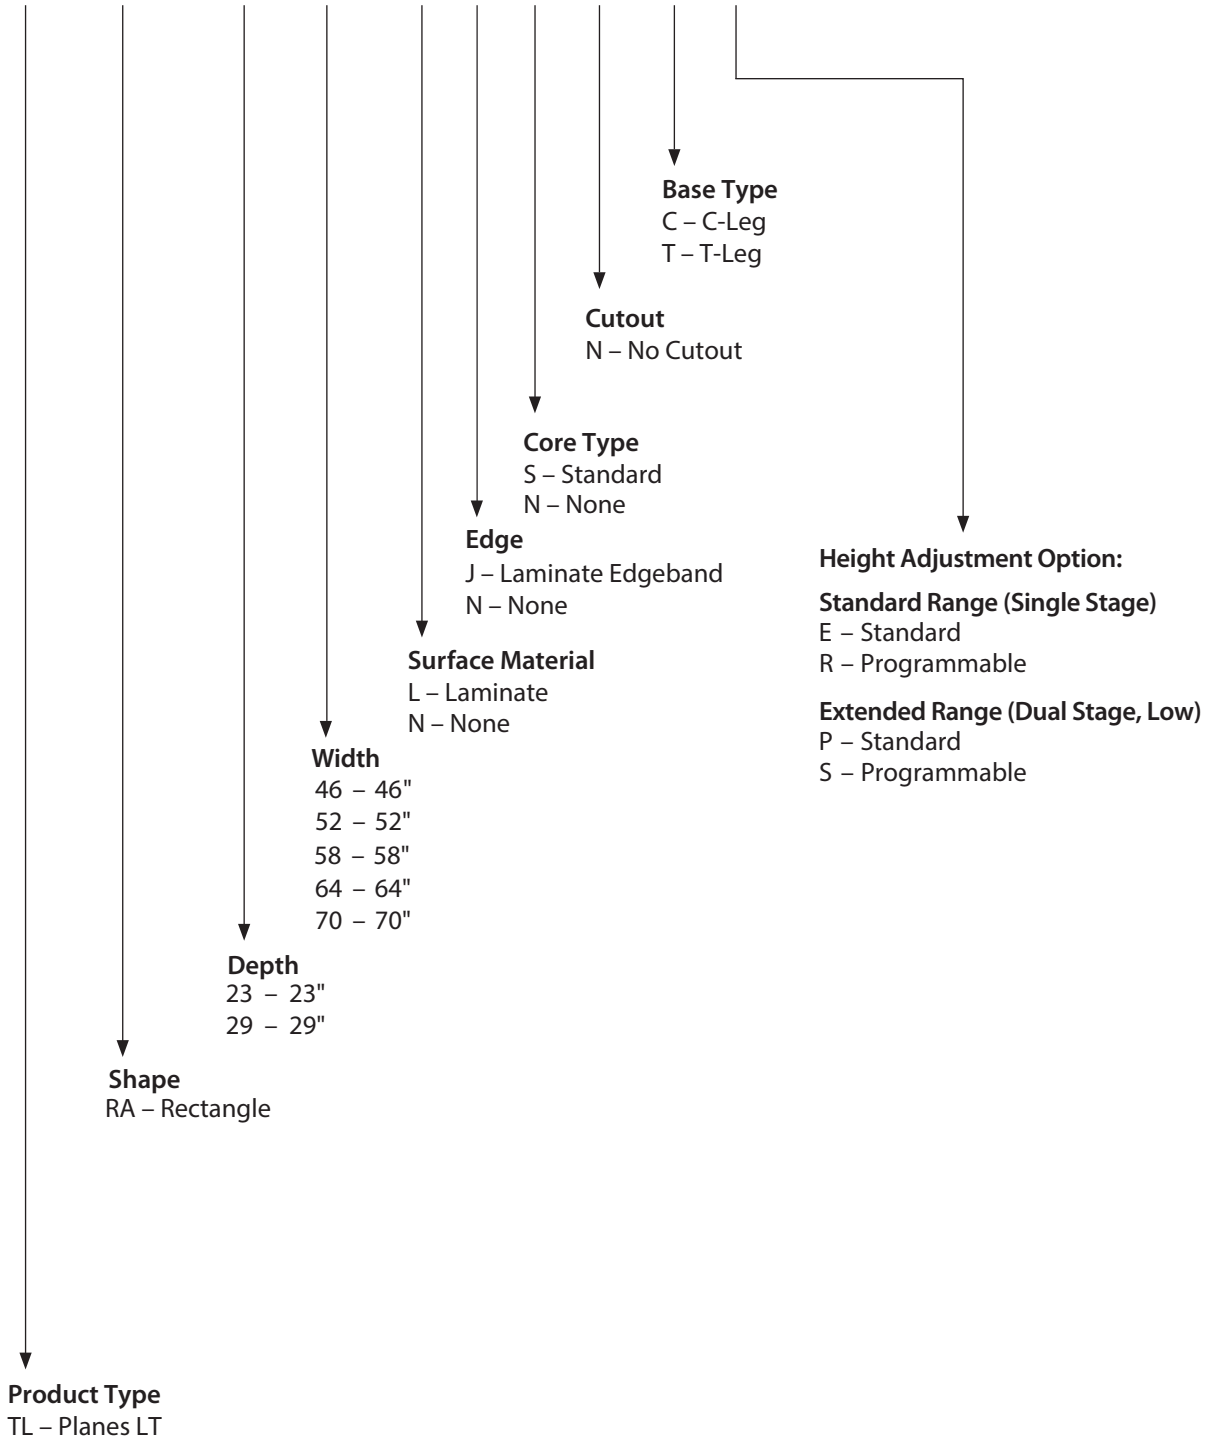 Base Type
C – C-Leg
T – T-Leg
Cutout
N – No Cutout
Core Type
S – Standard
N – None
Edge
J – Laminate Edgeband
N – None
Height Adjustment Option:
Standard Range (Single Stage)
E – Standard
R – Programmable
Extended Range (Dual Stage, Low)
P – Standard
S – Programmable
Surface Material
L – Laminate
N – None
Width
46 – 46"
52 – 52"
58 – 58"
64 – 64"
70 – 70"
Depth
23 – 23"
29 – 29"
Shape
RA – Rectangle
Product Type
TL – Planes LT